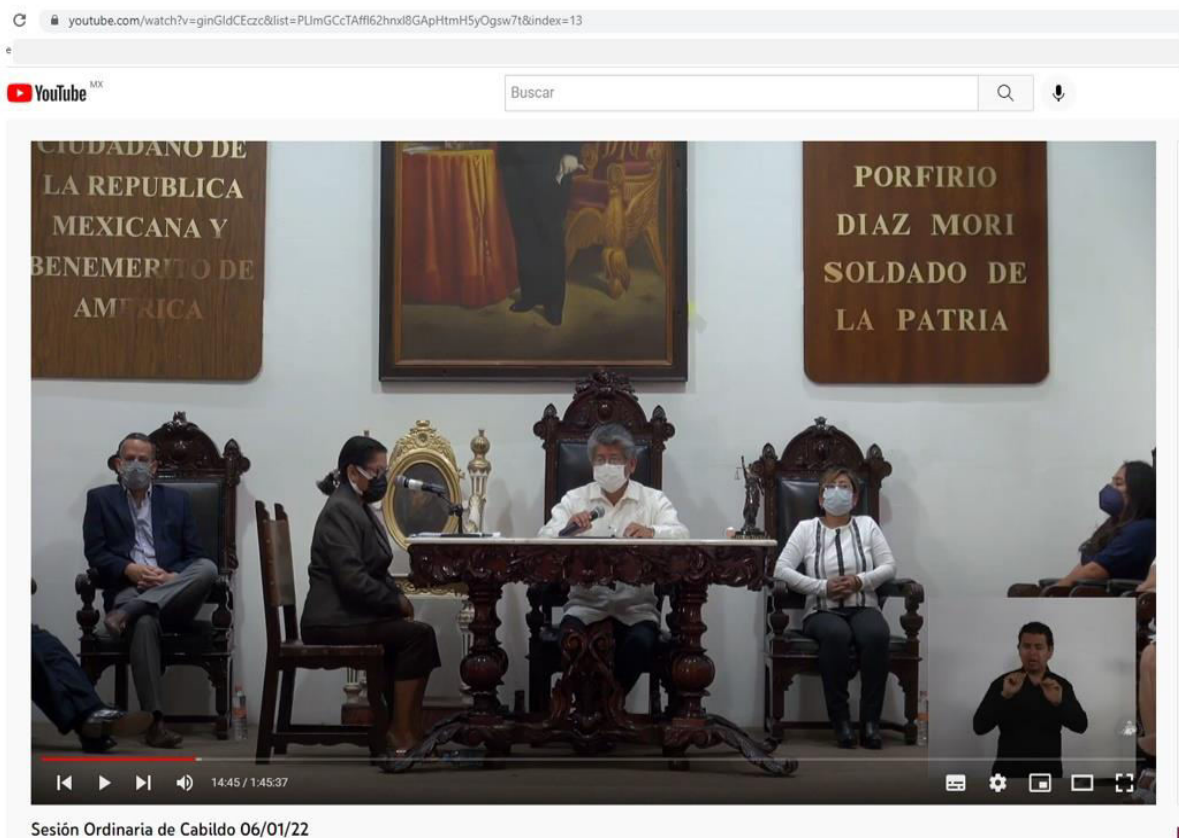 youtube.com/watch?v=ginGldCEczc&list=PLImGCcTAffl62hnxl8GApHtmH5yOgsw7t&index=13
e
YouTube MX
Buscar
CIUDADANO DE
LA REPUBLICA
MEXICANA Y
BENEMERITO DE
AMERICA
PORFIRIO
DIAZ MORI
SOLDADO DE
LA PATRIA
14:45 / 1:45:37
Sesión Ordinaria de Cabildo 06/01/22